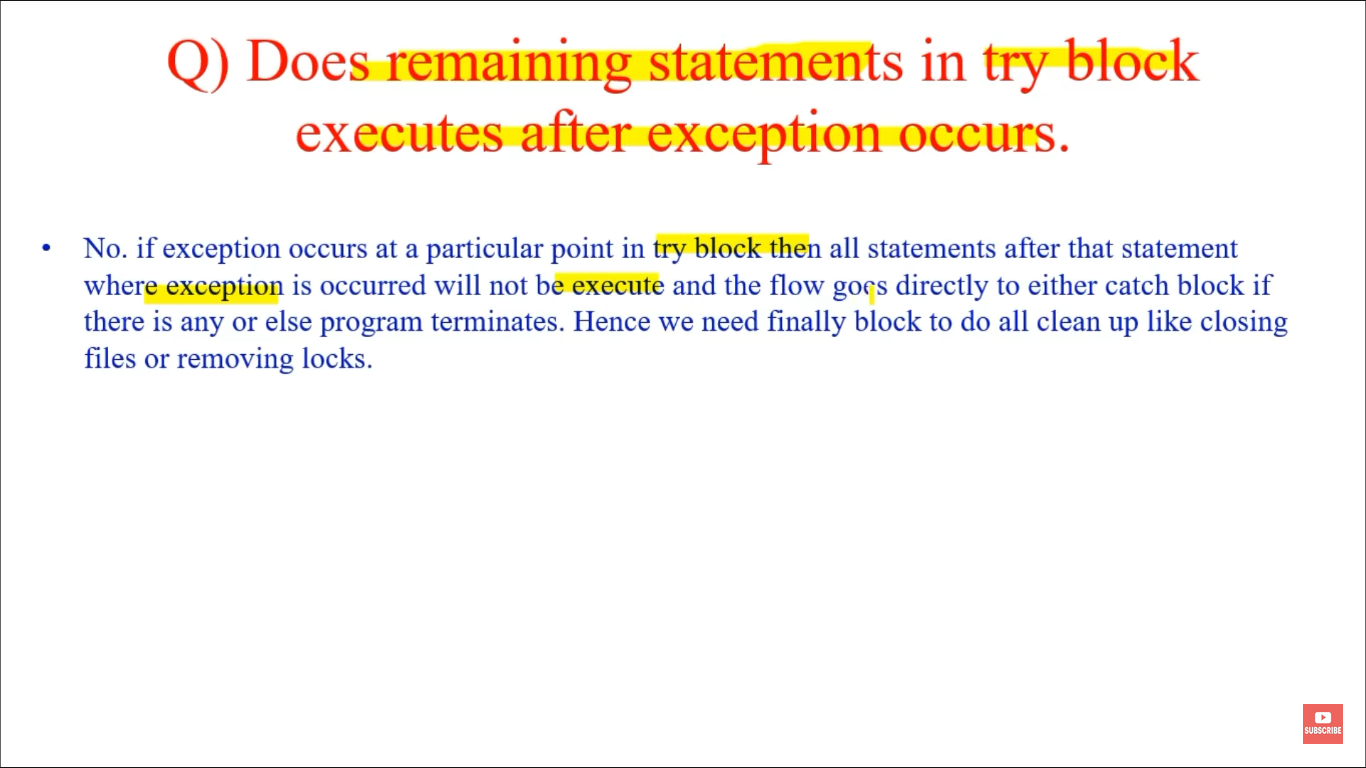 Q) Does remaining statements in try block
executes after exception occurs.
• No. if exception occurs at a particular point in try block then all statements after that statement
where exception is occurred will not be execute and the flow goes directly to either catch block if
there is any or else program terminates. Hence we need finally block to do all clean up like closing
files or removing locks.
SUBSCRIBE